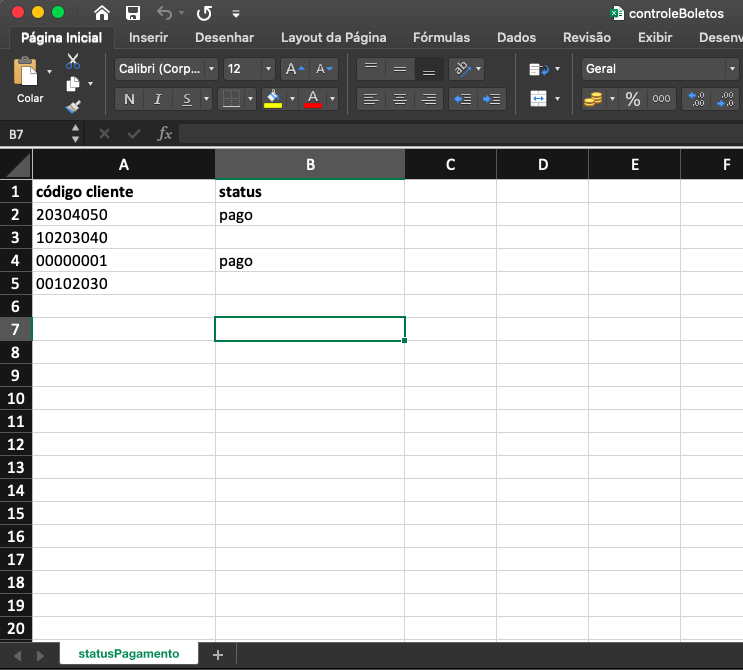 controleBoletos
Página Inicial Inserir Desenhar Layout da Página Fórmulas Dados Revisão Exibir Desenv
Colar Calibri (Corp... 12 A A Geral
N I S A % 000 ,00
B7 fx
A B C D E F
1 código cliente status
2 20304050 pago
3 10203040
4 00000001 pago
5 00102030
6
7
8
9
10
11
12
13
14
15
16
17
18
19
20
statusPagamento +